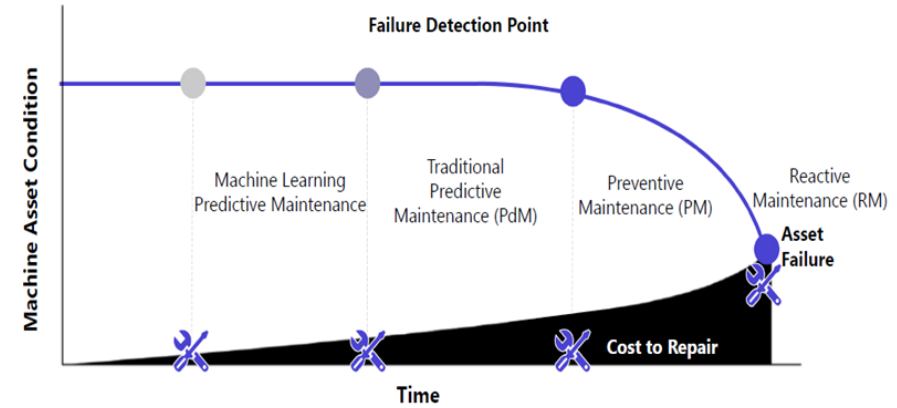 Failure Detection Point
Machine Asset Condition
Machine Learning
Predictive Maintenance
Traditional
Predictive
Maintenance (PdM)
Preventive
Maintenance (PM)
Reactive
Maintenance (RM)
Asset
Failure
Cost to Repair
Time